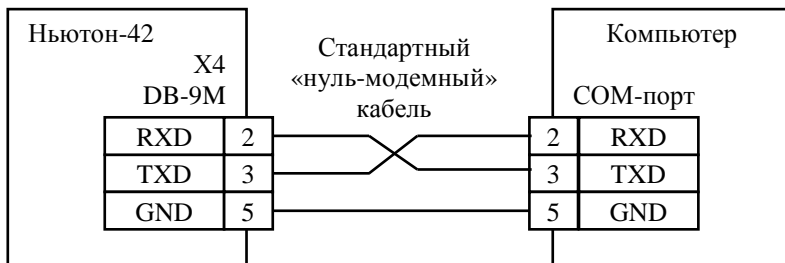 Ньютон-42
X4
DB-9M
Стандартный
«нуль-модемный»
кабель
Компьютер
COM-порт
RXD 2
TXD 3
GND 5
2 RXD
3 TXD
5 GND